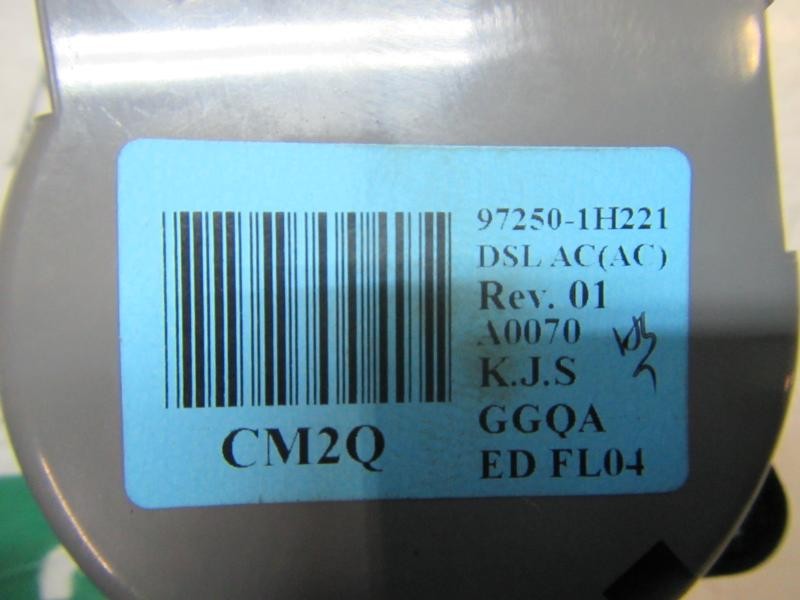 97250-1H221
DSL AC(AC)
Rev. 01
A0070
K.J.S
GGQA
ED FL04
CM2Q